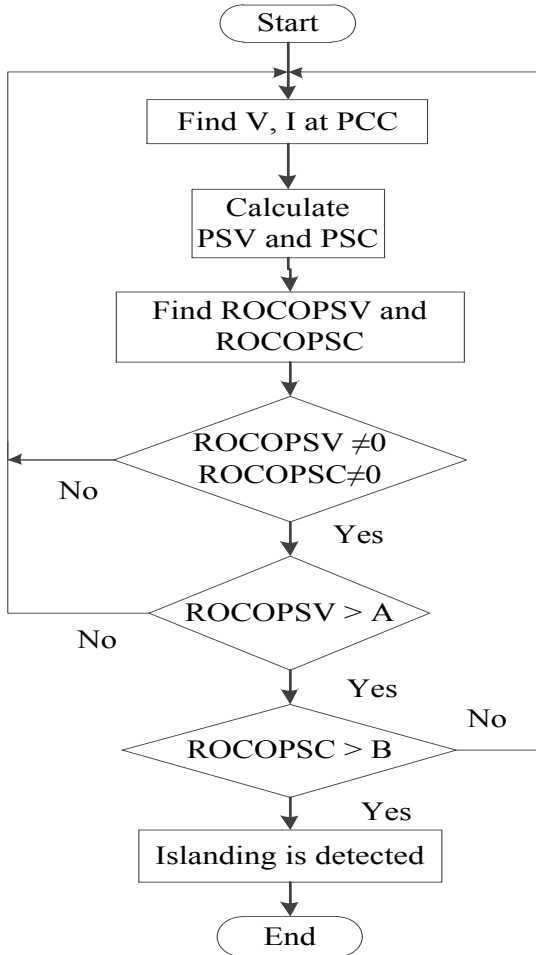 Start
Find V, I at PCC
Calculate
PSV and PSC
Find ROCOPSV and
ROCOPSC
ROCOPSV ≠0
ROCOPSC≠0
No
Yes
ROCOPSV > A
No
Yes
ROCOPSC > B
No
Yes
Islanding is detected
End